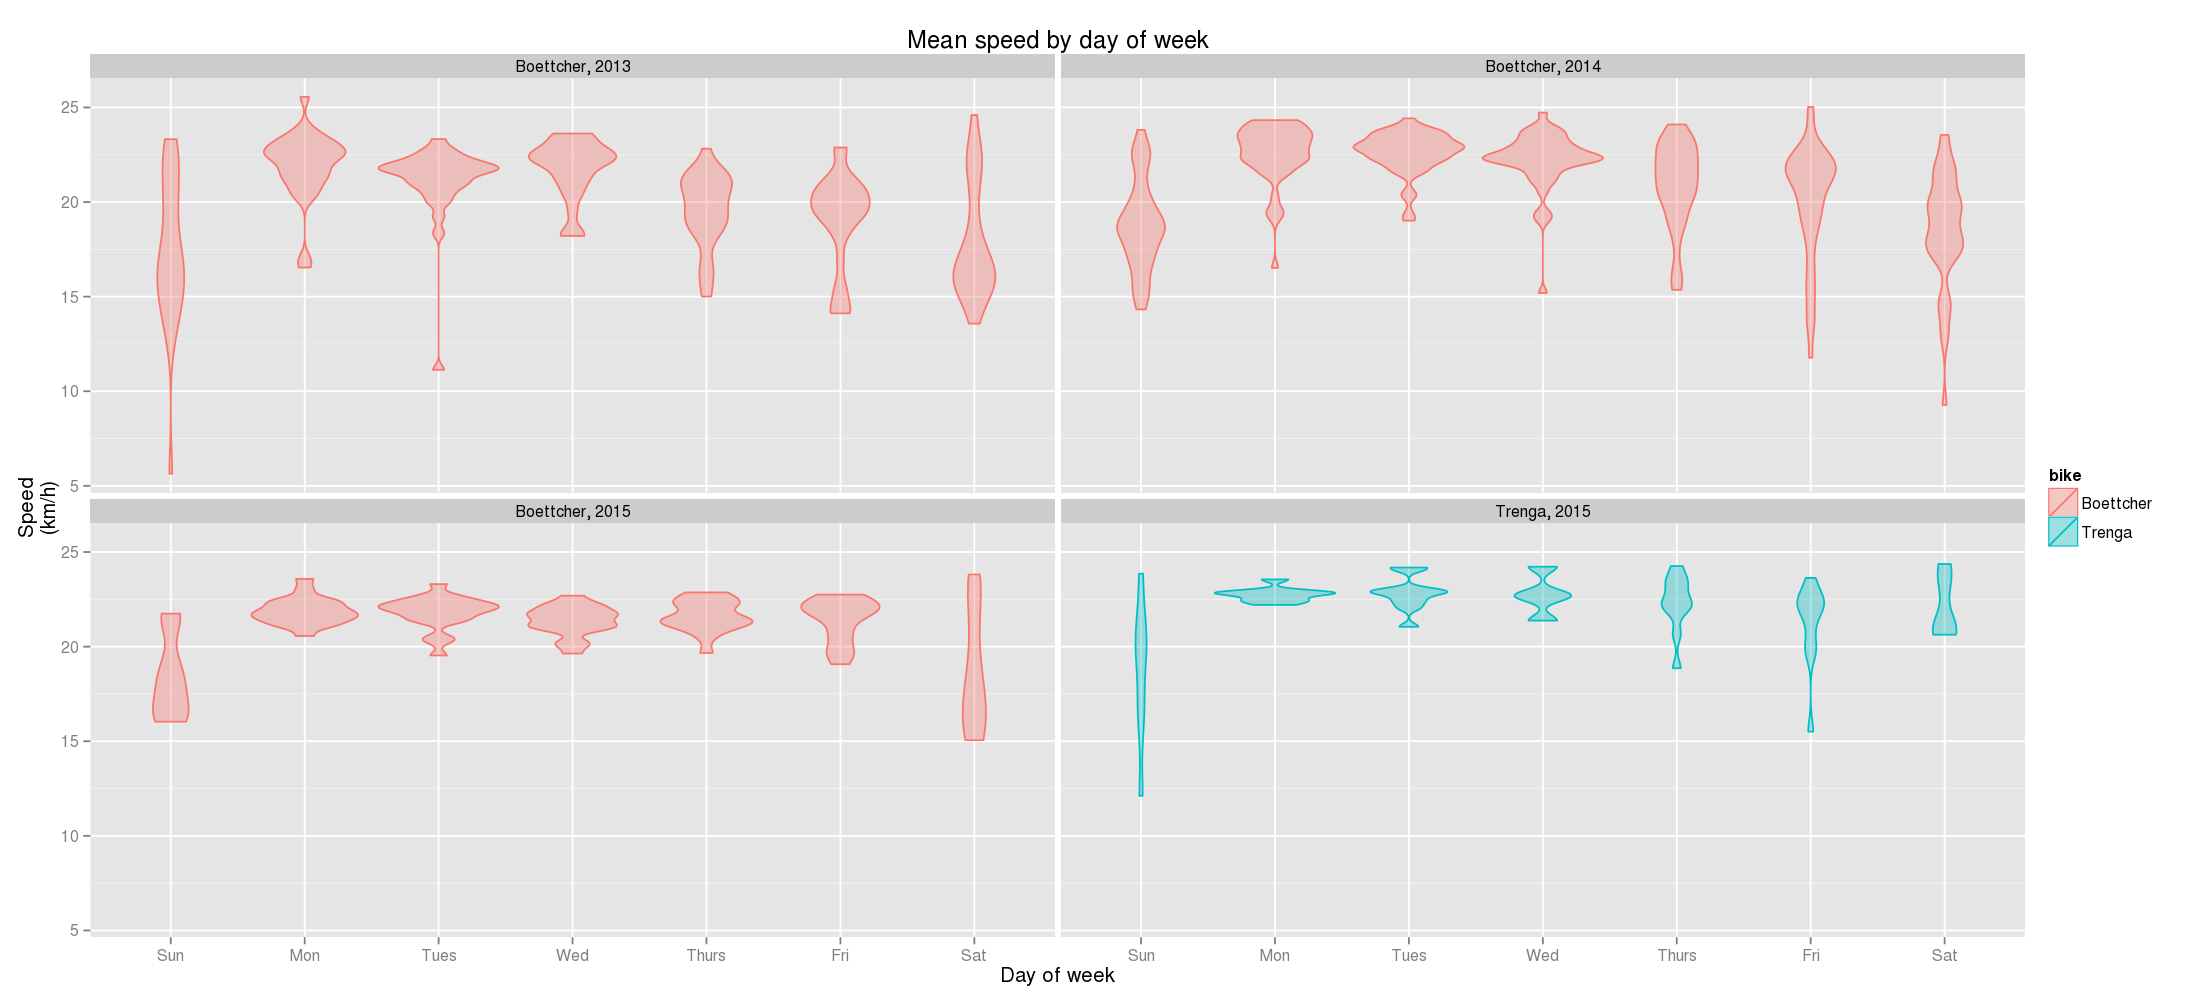 Mean speed by day of week
Boettcher, 2013
Boettcher, 2014
25
20
15
10
5
Boettcher, 2015
Trenga, 2015
25
20
15
10
5
Speed
(km/h)
Sun Mon Tues Wed Thurs Fri Sat
Sun Mon Tues Wed Thurs Fri Sat
Day of week
bike
Boettcher
Trenga